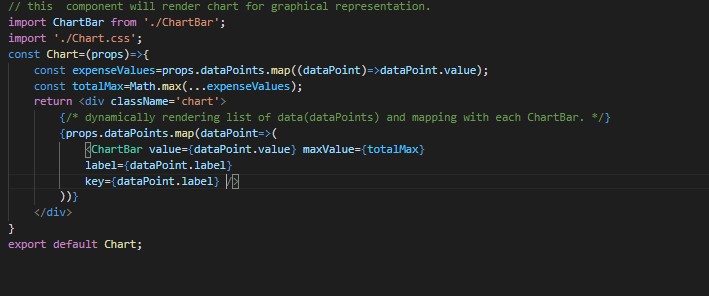 // this  component will render chart for graphical representation.
import ChartBar from './ChartBar';
import './Chart.css';
const Chart=(props)=>{
    const expenseValues=props.dataPoints.map((dataPoint)=>dataPoint.value);
    const totalMax=Math.max(...expenseValues);
    return <div className='chart'>
        {/* dynamically rendering list of data(dataPoints) and mapping with each ChartBar. */}
        {props.dataPoints.map(dataPoint=>(
            <ChartBar value={dataPoint.value} maxValue={totalMax}
            label={dataPoint.label}
            key={dataPoint.label} />
        ))}
    </div>
}
export default Chart;